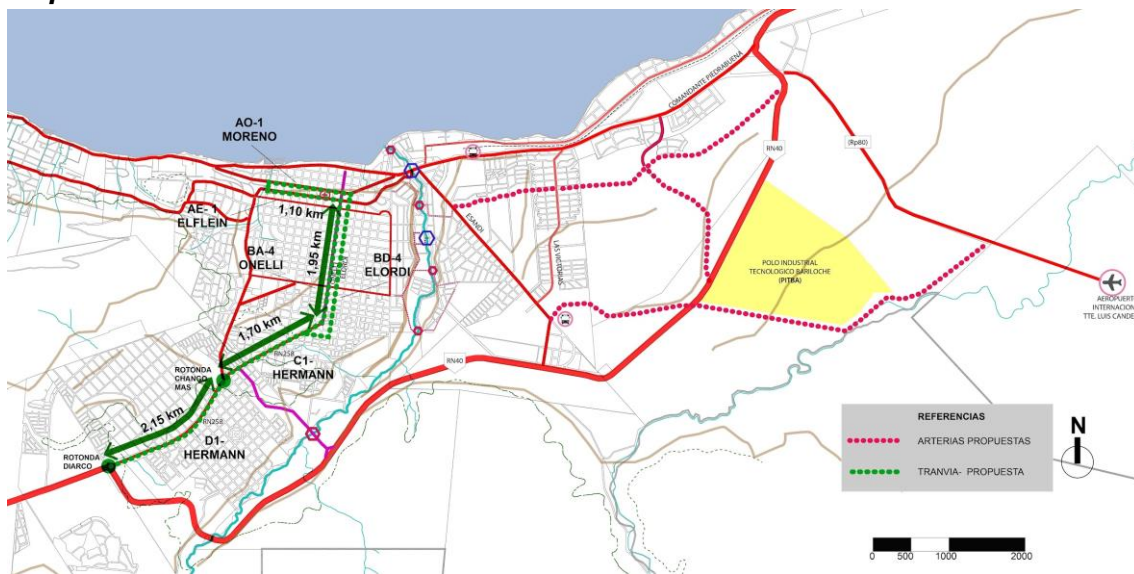 COMANDANTE PIEDRABUENA
AO-1
MORENO
RN40
(Rp80)
1,10 km
AE- 1
ELFLEIN
BA-4
ONELLI
1,95 km
BD-4
ELORDI
ESANDI
LAS VICTORIAS
POLO INDUSTRIAL
TECNOLOGICO BARILOCHE
(PITBA)
AEROPUERT
INTERNACION
TTE. LUIS CANDE
1,70 km
RN258
C1-
HERMANN
RN40
ROTONDA
CHANGO
MAS
2,15 km
RN258
D1-
HERMANN
ROTONDA
DIARCO
REFERENCIAS
ARTERIAS PROPUESTAS
TRANVIA- PROPUESTA
N
0 500 1000 2000